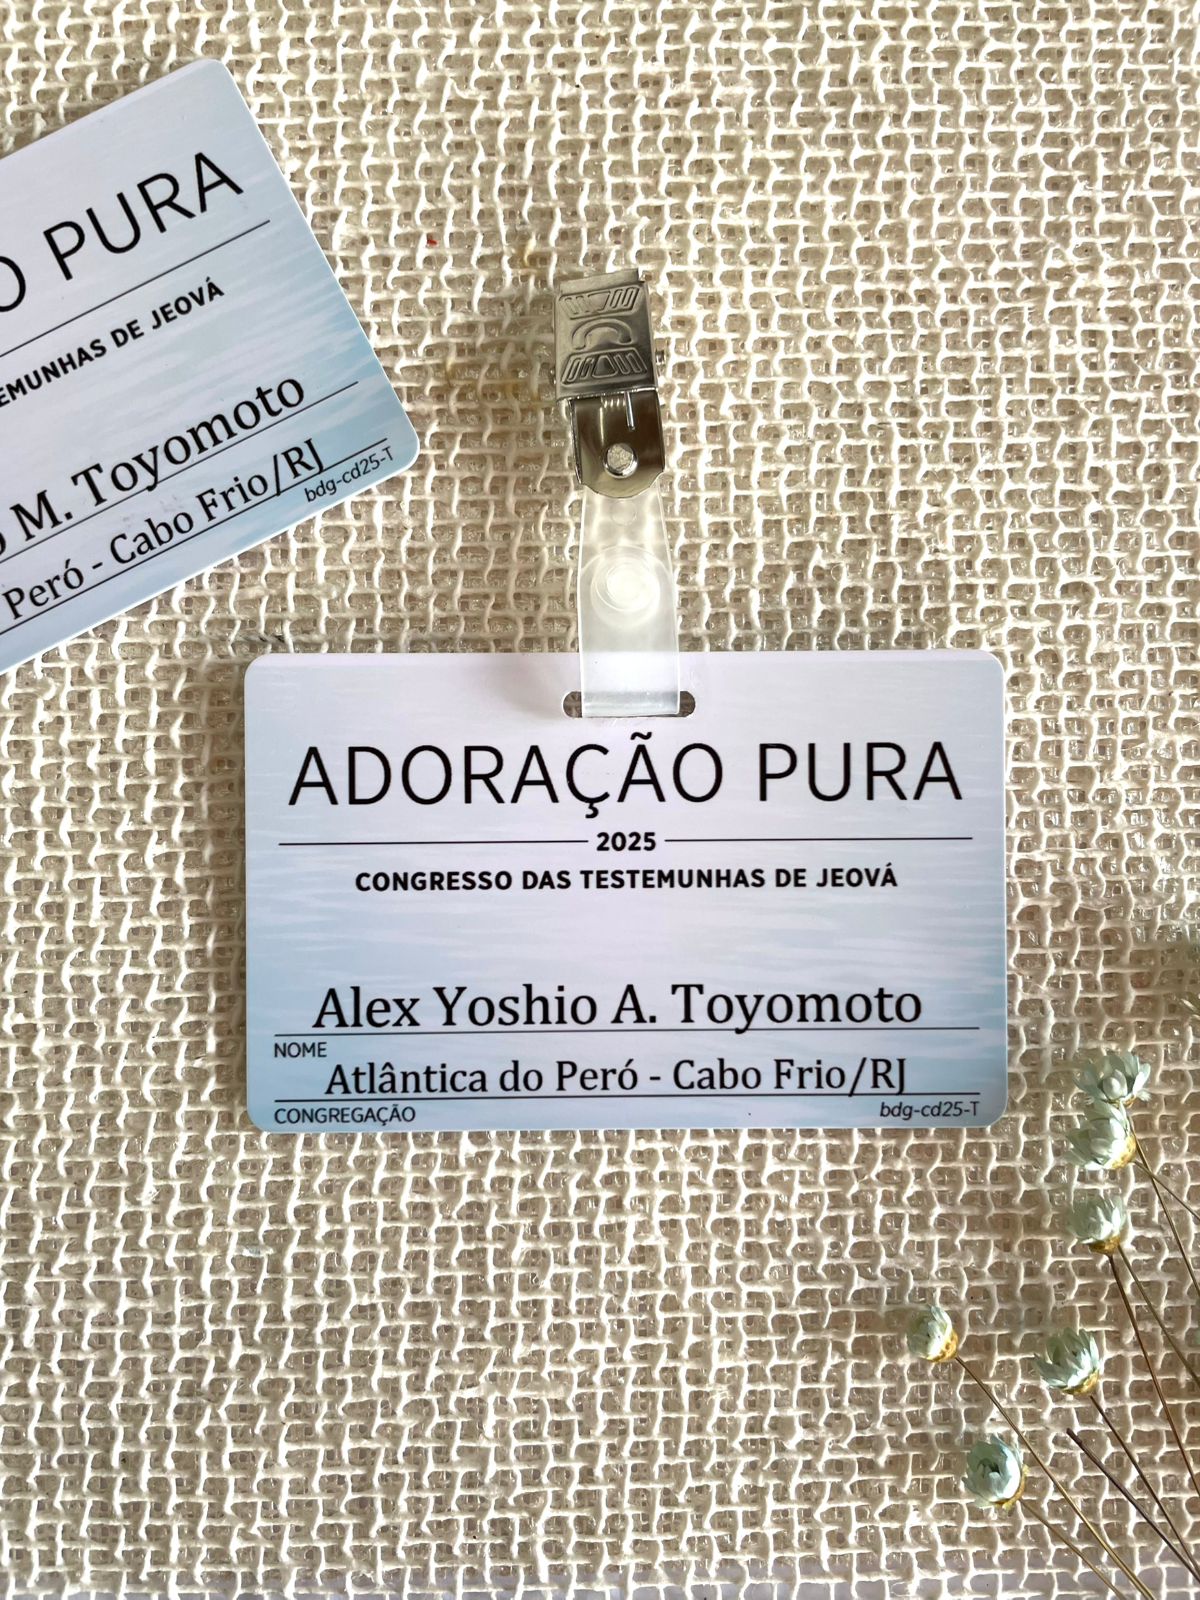 O PURA
EMUNHAS DE JEOVÁ
M. Toyomoto
Peró - Cabo Frio/RJ
bdg-cd25-T
ADORAÇÃO PURA
2025
CONGRESSO DAS TESTEMUNHAS DE JEOVÁ
Alex Yoshio A. Toyomoto
NOME
Atlântica do Peró - Cabo Frio/RJ
CONGREGAÇÃO bdg-cd25-T